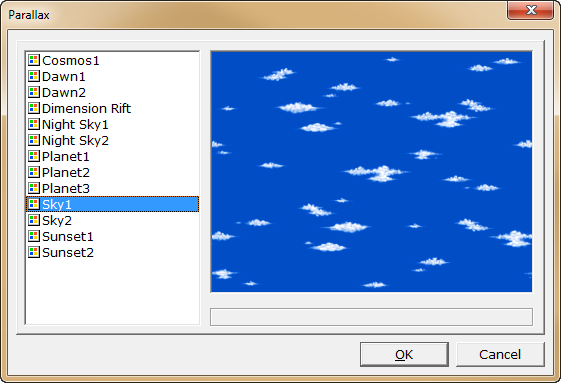 Parallax
Cosmos1
Dawn1
Dawn2
Dimension Rift
Night Sky1
Night Sky2
Planet1
Planet2
Planet3
Sky1
Sky2
Sunset1
Sunset2
OK
Cancel